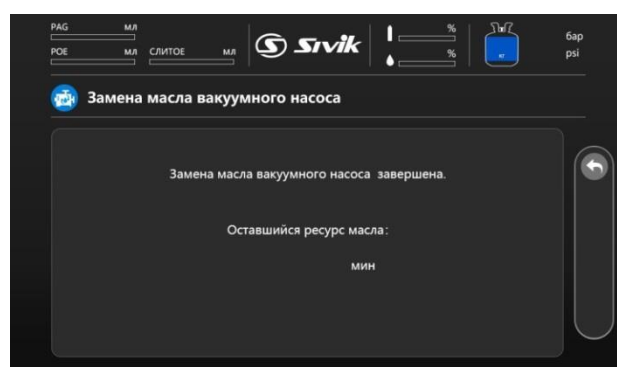 PAG мл
POE мл СЛИТОЕ мл
Sivik
%
%
кг
бар
psi
Замена масла вакуумного насоса
Замена масла вакуумного насоса завершена.
Оставшийся ресурс масла:
мин